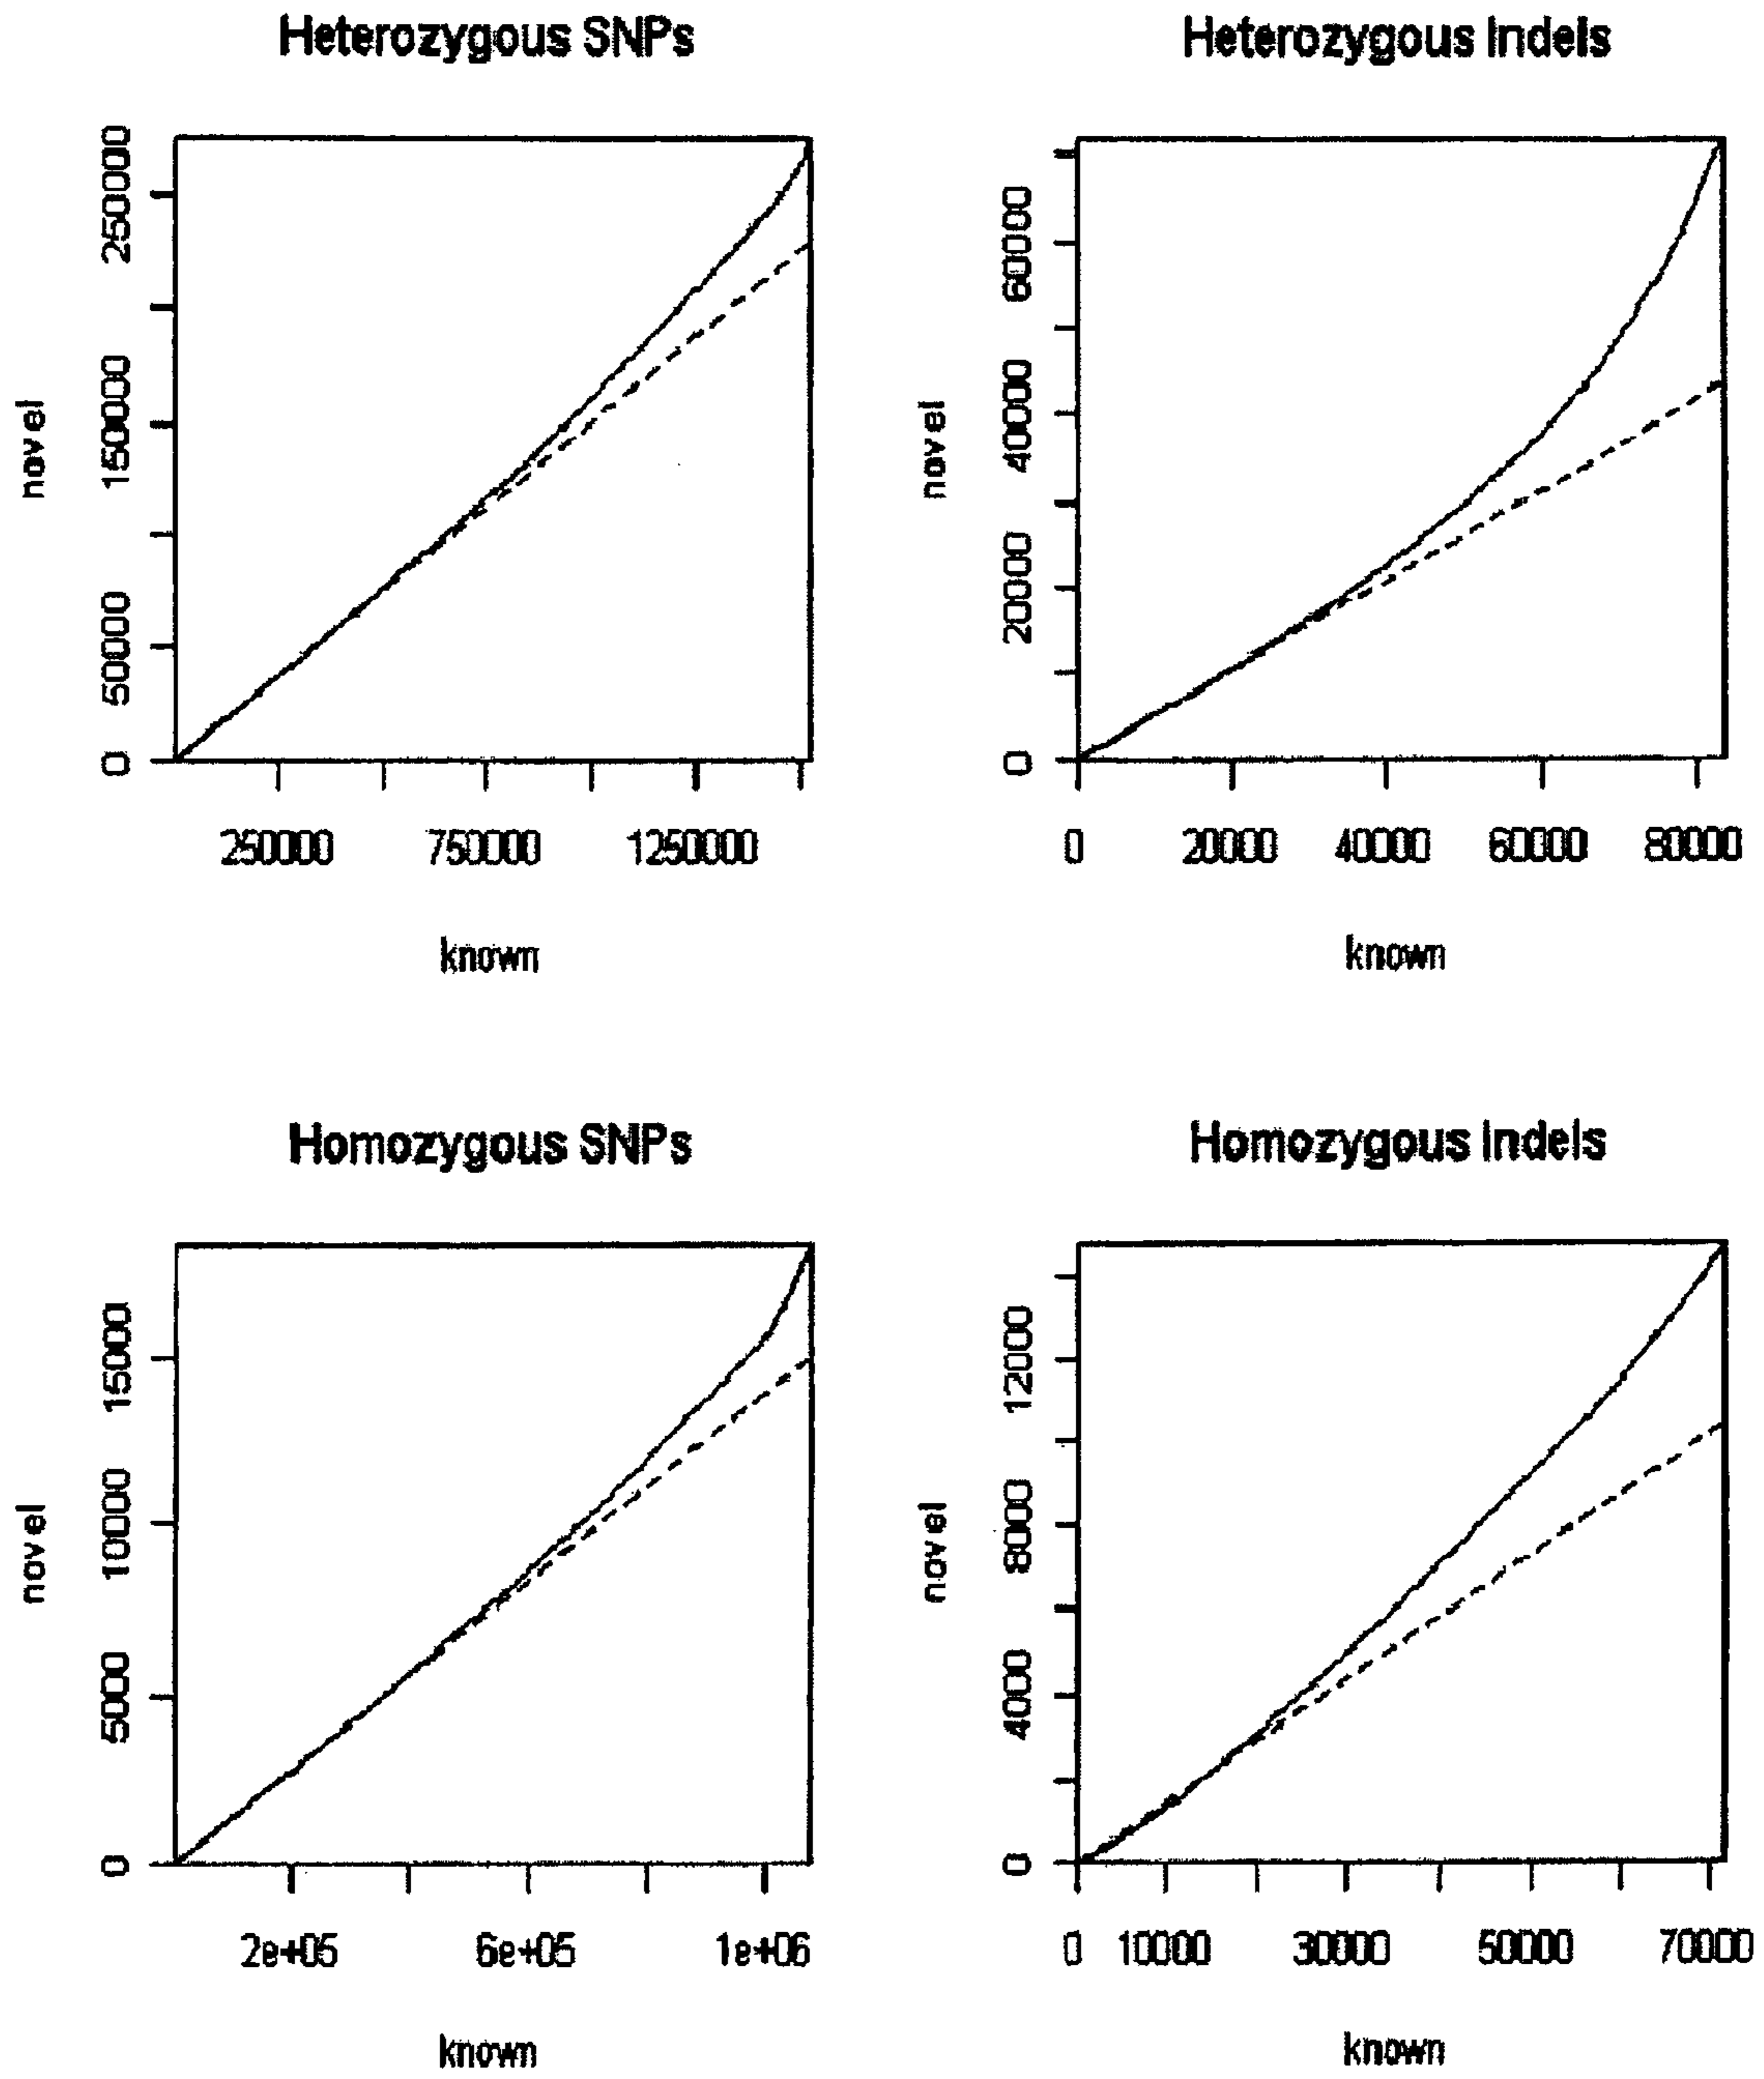 Heterozygous SNPs
novel
250000
150000
50000
0
250000 750000 1250000
known
Heterozygous Indels
novel
60000
40000
20000
0
0 20000 40000 60000 80000
known
Homozygous SNPs
novel
15000
10000
5000
0
2e+05 6e+05 1e+06
known
Homozygous Indels
novel
12000
8000
4000
0
0 10000 30000 50000 70000
known